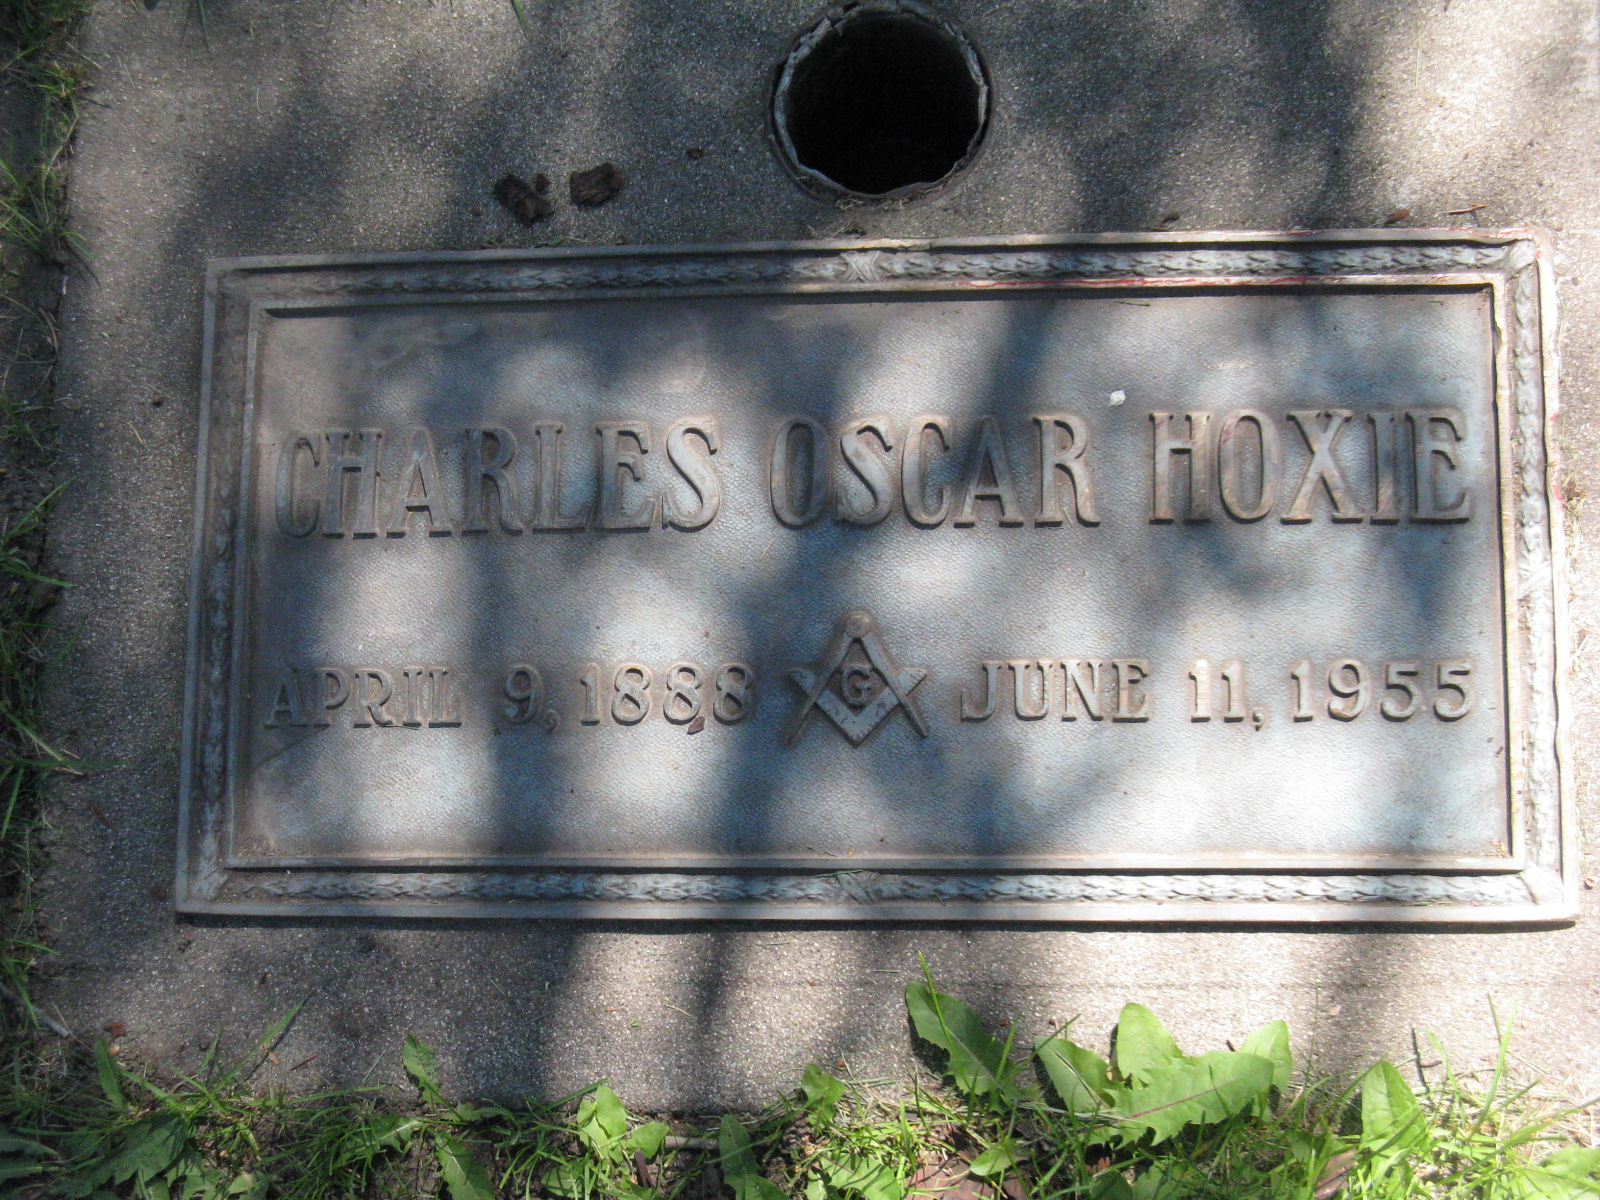 CHARLES OSCAR HOXIE
APRIL 9, 1888 G JUNE 11, 1955